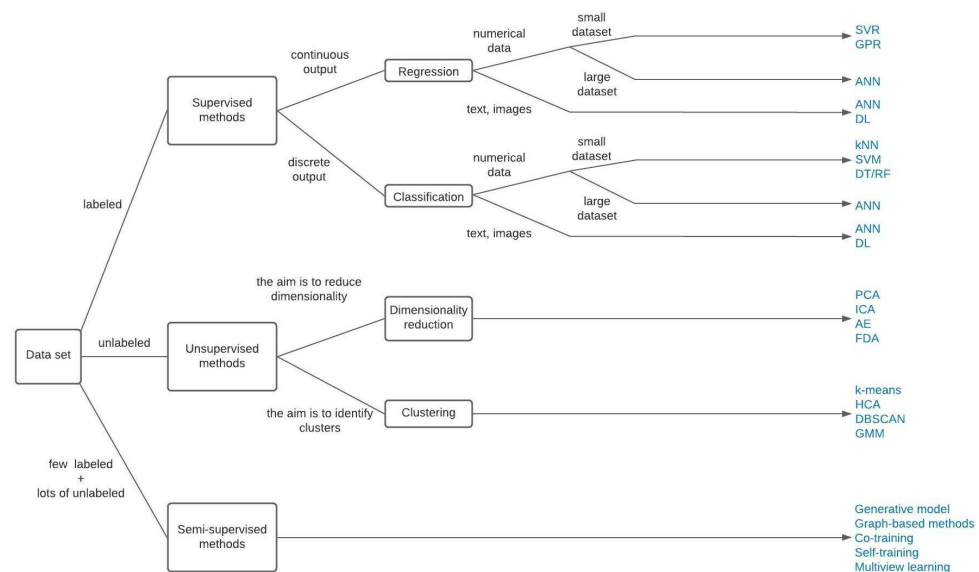 Data set
labeled
unlabeled
few labeled
+
lots of unlabeled
Supervised
methods
continuous
output
discrete
output
Regression
numerical
data
small
dataset
large
dataset
text, images
SVR
GPR
ANN
ANN
DL
Classification
numerical
data
small
dataset
large
dataset
text, images
kNN
SVM
DT/RF
ANN
ANN
DL
Unsupervised
methods
the aim is to reduce
dimensionality
Dimensionality
reduction
PCA
ICA
AE
FDA
the aim is to identify
clusters
Clustering
k-means
HCA
DBSCAN
GMM
Semi-supervised
methods
Generative model
Graph-based methods
Co-training
Self-training
Multiview learning